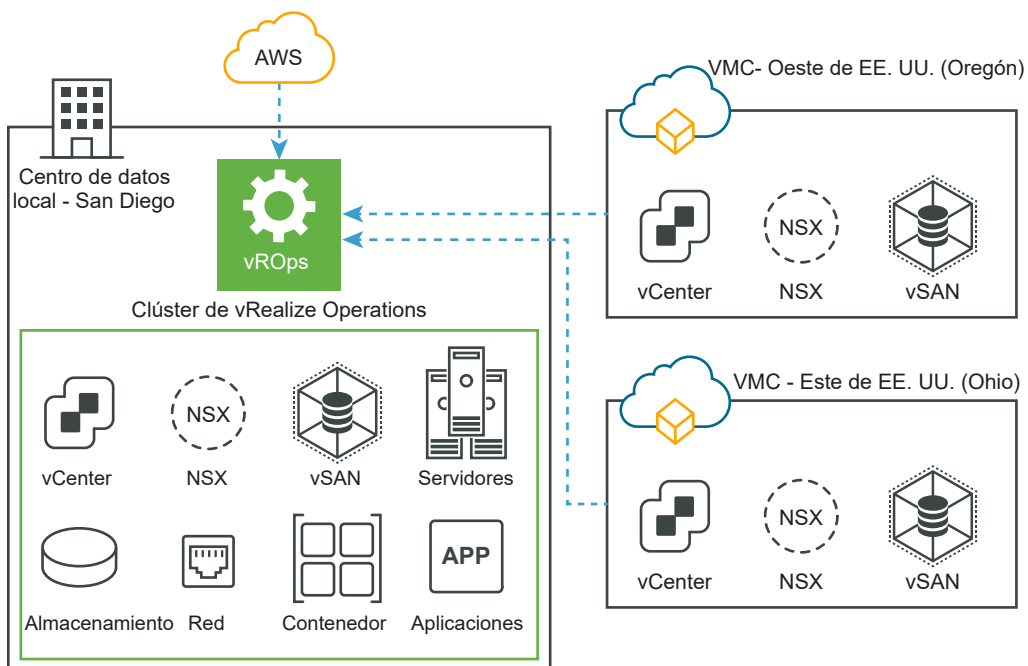 AWS
Centro de datos
local - San Diego
vROps
Clúster de vRealize Operations
vCenter
NSX
NSX
vSAN
Servidores
Almacenamiento
Red
Contenedor
APP
Aplicaciones
VMC- Oeste de EE. UU. (Oregón)
vCenter
NSX
NSX
vSAN
VMC - Este de EE. UU. (Ohio)
vCenter
NSX
NSX
vSAN